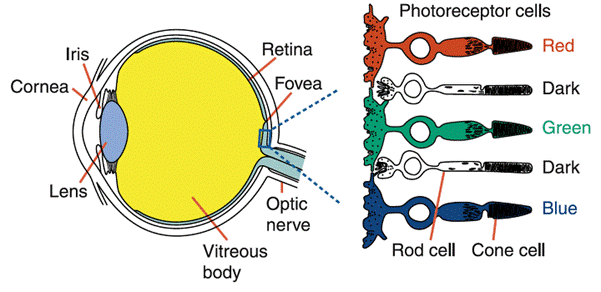 Iris
Cornea
Lens
Retina
Fovea
Optic
nerve
Vitreous
body
Photoreceptor cells
Red
Dark
Green
Dark
Blue
Rod cell
Cone cell